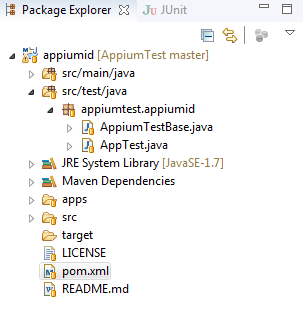 Package Explorer JUnit
appiumid [AppiumTest master]
src/main/java
src/test/java
appiumtest.appiumid
AppiumTestBase.java
AppTest.java
JRE System Library [JavaSE-1.7]
Maven Dependencies
apps
src
target
LICENSE
pom.xml
README.md